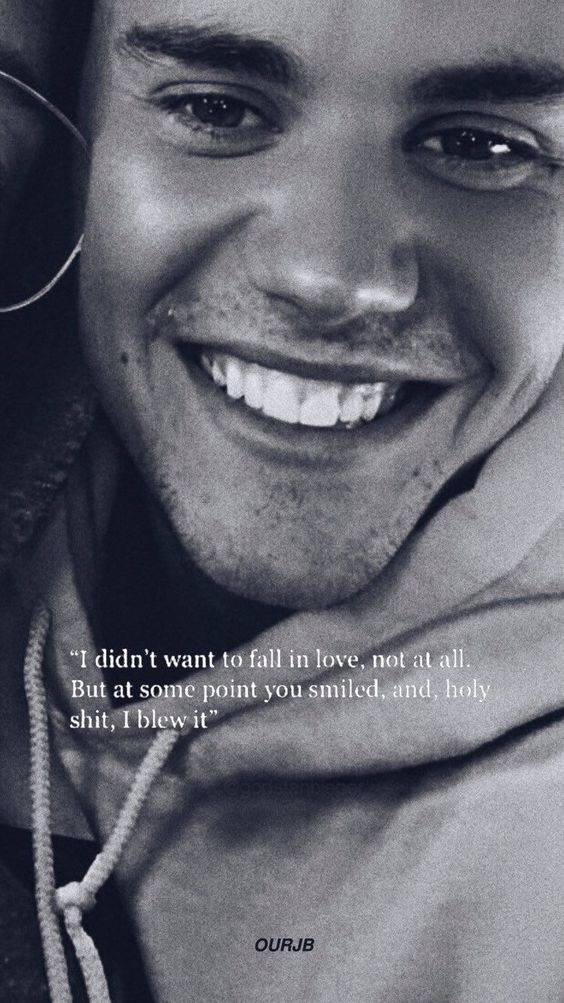 “I didn’t want to fall in love, not at all.
But at some point you smiled, and, holy
shit, I blew it”
OURJB